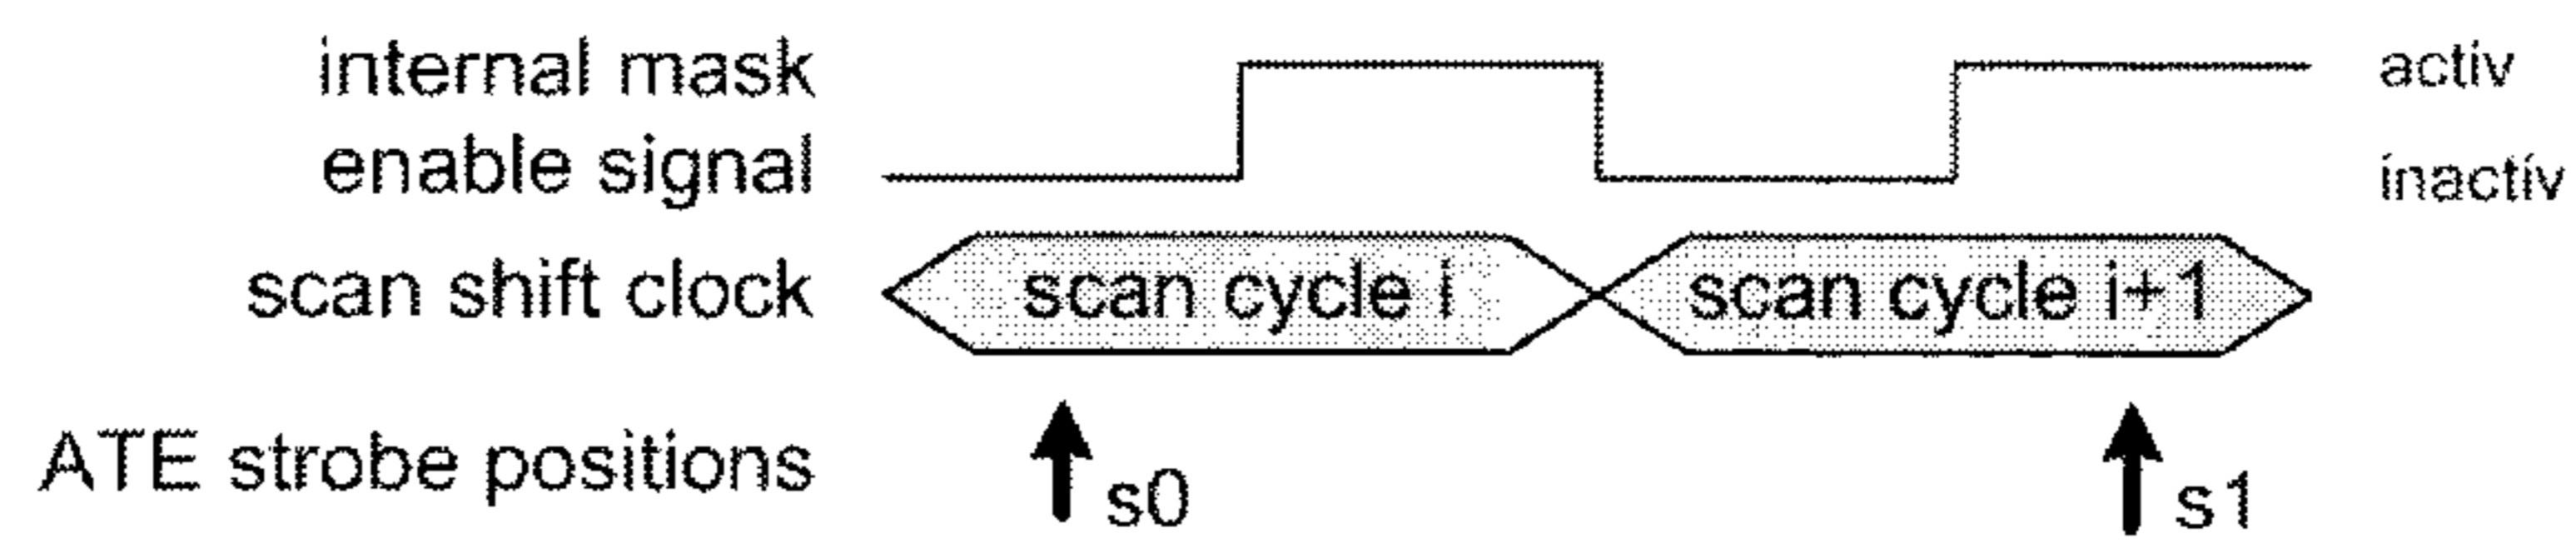 internal mask activ
enable signal inactiv
scan shift clock scan cycle i scan cycle i+1
ATE strobe positions s0 s1